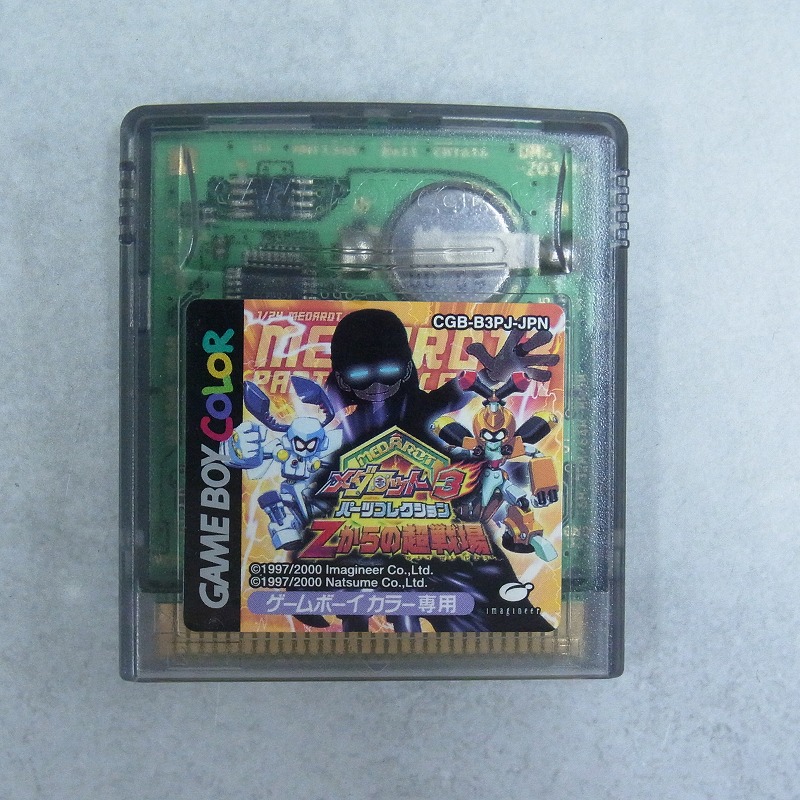 GAME BOY COLOR
1/24 MEDAROT
CGB-B3PJ-JPN
MEDAROT
メダロット3
パーツコレクション
Zからの超戦場
©1997/2000 Imagineer Co.,Ltd.
©1997/2000 Natsume Co.,Ltd.
ゲームボーイカラー専用
imagineer